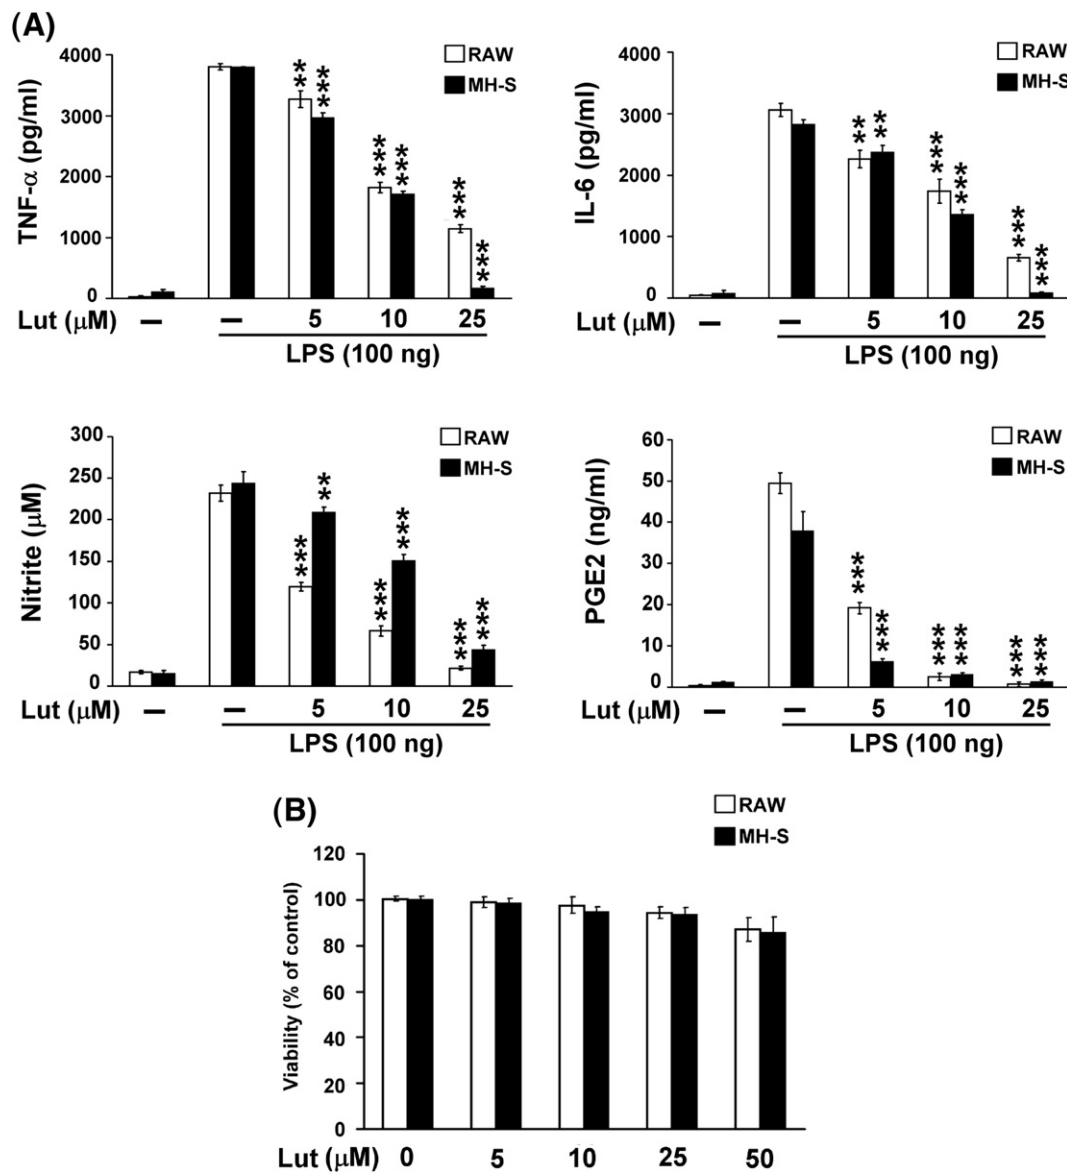 (A)
RAW
MH-S
TNF-α (pg/ml)
4000
3000
2000
1000
0
** *** *** *** *** ***
Lut (μM) – – 5 10 25
LPS (100 ng)
RAW
MH-S
IL-6 (pg/ml)
4000
3000
2000
1000
0
** ** *** *** *** ***
– – 5 10 25
LPS (100 ng)
RAW
MH-S
Nitrite (μM)
300
250
200
150
100
50
0
*** ** *** *** *** ***
Lut (μM) – – 5 10 25
LPS (100 ng)
RAW
MH-S
PGE2 (ng/ml)
60
50
40
30
20
10
0
*** *** *** *** *** ***
– – 5 10 25
LPS (100 ng)
(B)
RAW
MH-S
Viability (% of control)
120
100
80
60
40
20
0
Lut (μM) 0 5 10 25 50